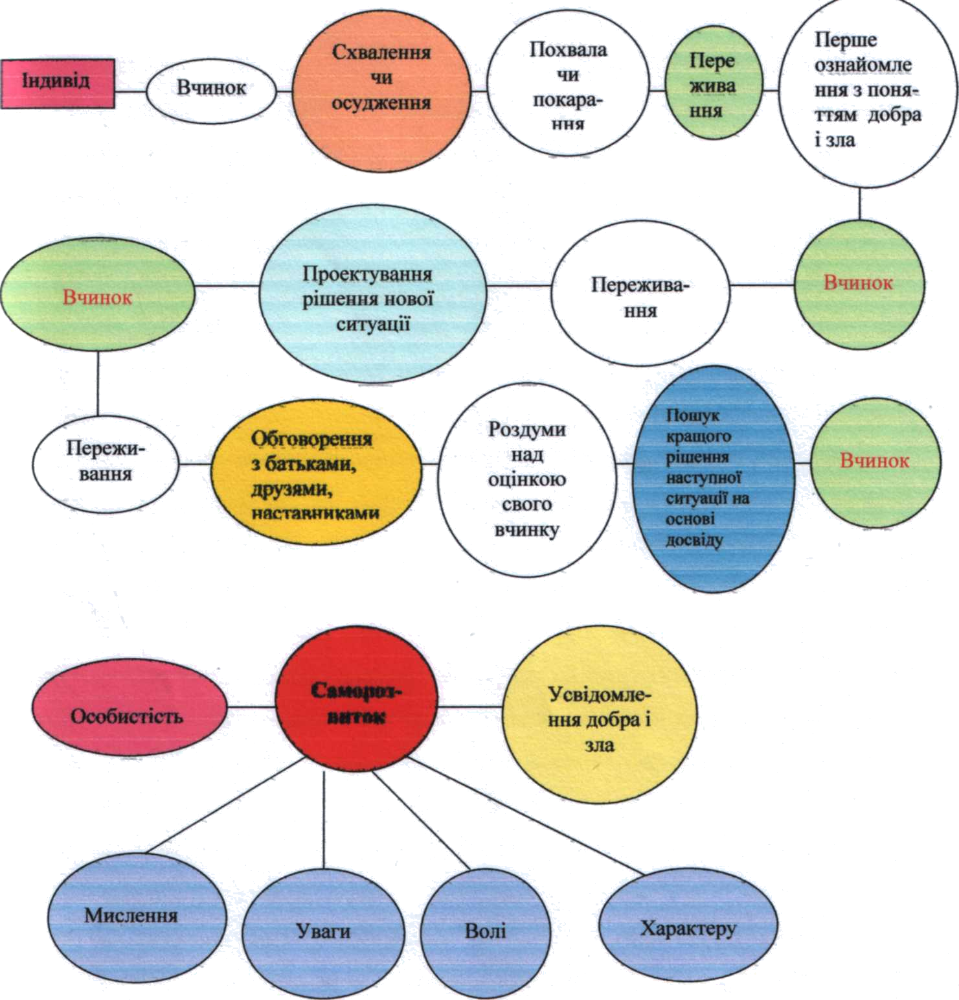 Індивід
Вчинок
Схвалення
чи
осудження
Похвала
чи
покара-
ння
Пере
жива
ння
Перше
ознайомле
ння з поня-
ттям добра
і зла
Вчинок
Проектування
рішення нової
ситуації
Пережива-
ння
Вчинок
Пережи-
вання
Обговорення
з батьками,
друзями,
наставниками
Роздуми
над
оцінкою
свого
вчинку
Пошук
кращого
рішення
наступної
ситуації на
основі
досвіду
Вчинок
Особистість
Самороз-
виток
Усвідомле-
ння добра і
зла
Мислення
Уваги
Волі
Характеру